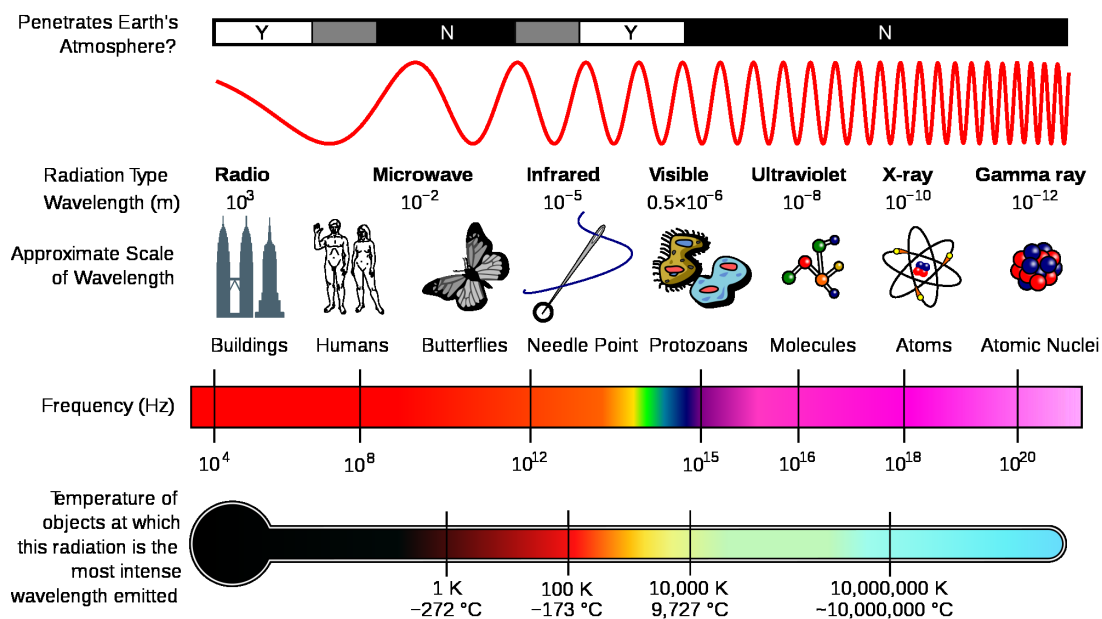 Penetrates Earth's
Atmosphere?
Y N Y N
Radiation Type
Radio Microwave Infrared Visible Ultraviolet X-ray Gamma ray
Wavelength (m)
10³ 10⁻² 10⁻⁵ 0.5×10⁻⁶ 10⁻⁸ 10⁻¹⁰ 10⁻¹²
Approximate Scale
of Wavelength
Buildings Humans Butterflies Needle Point Protozoans Molecules Atoms Atomic Nuclei
Frequency (Hz)
10⁴ 10⁸ 10¹² 10¹⁵ 10¹⁶ 10¹⁸ 10²⁰
Temperature of
objects at which
this radiation is the
most intense
wavelength emitted
1 K 100 K 10,000 K 10,000,000 K
−272 °C −173 °C 9,727 °C ~10,000,000 °C